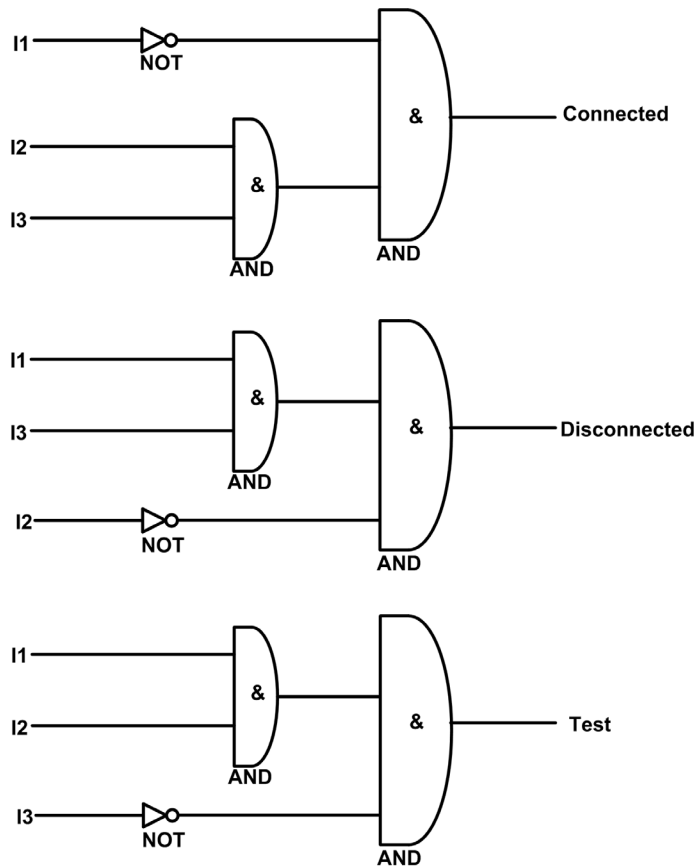 I1
NOT
&
Connected
I2
&
I3
AND
AND
I1
&
&
Disconnected
I3
AND
I2
NOT
AND
I1
&
&
Test
I2
AND
I3
NOT
AND